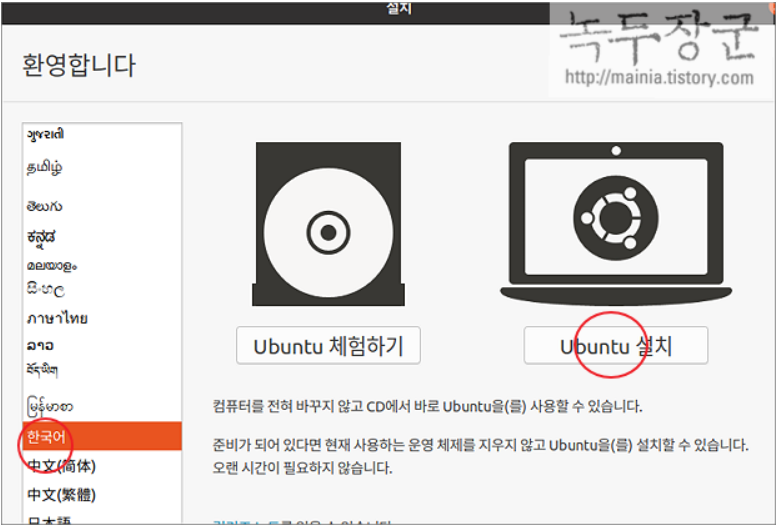 설치
녹두장군
http://mainia.tistory.com
환영합니다
ગુજરાતી
தமிழ்
తెలుగు
ಕನ್ನಡ
മലയാളം
සිංහල
ภาษาไทย
ລາວ
བོད་ཡིག
မြန်မာစာ
한국어
中文(简体)
中文(繁體)
日本語
Ubuntu 체험하기
Ubuntu 설치
컴퓨터를 전혀 바꾸지 않고 CD에서 바로 Ubuntu을(를) 사용할 수 있습니다.
준비가 되어 있다면 현재 사용하는 운영 체제를 지우지 않고 Ubuntu을(를) 설치할 수 있습니다.
오랜 시간이 필요하지 않습니다.